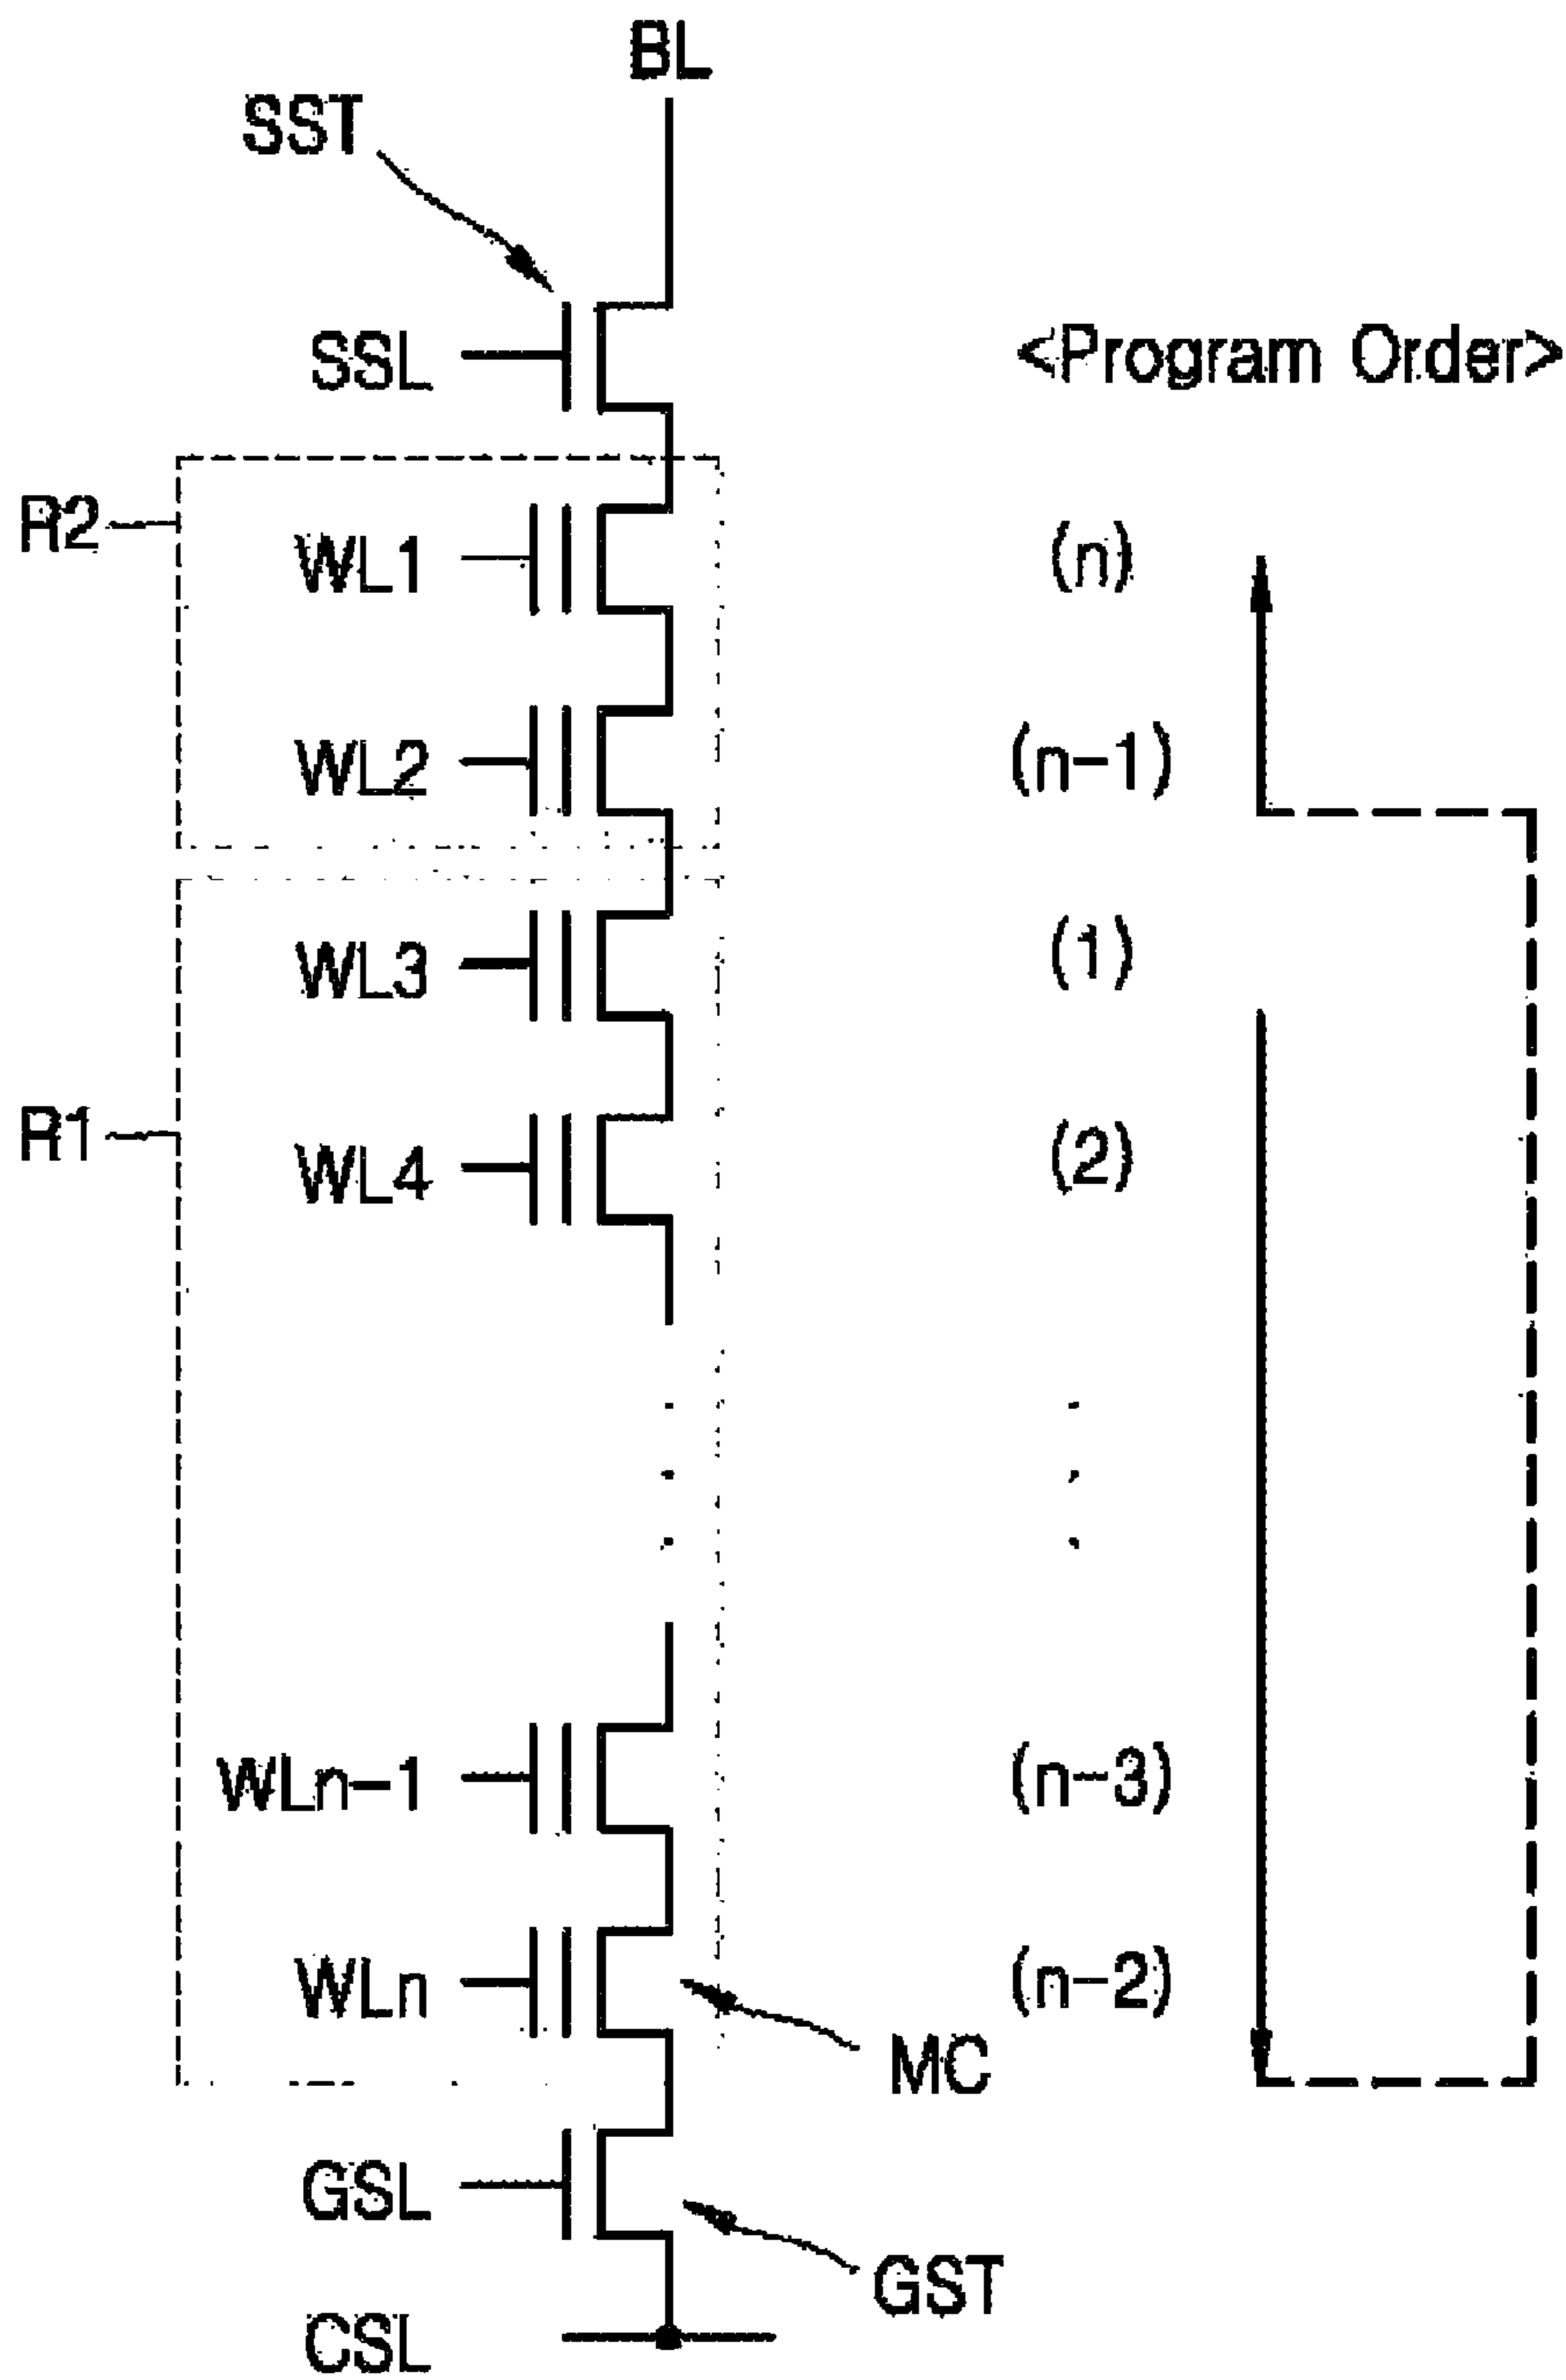 BL
SST
SSL
<Program Order>
R2
WL1
(n)
WL2
(n-1)
WL3
(1)
R1
WL4
(2)
WLn-1
(n-3)
WLn
(n-2)
MC
GSL
GST
CSL